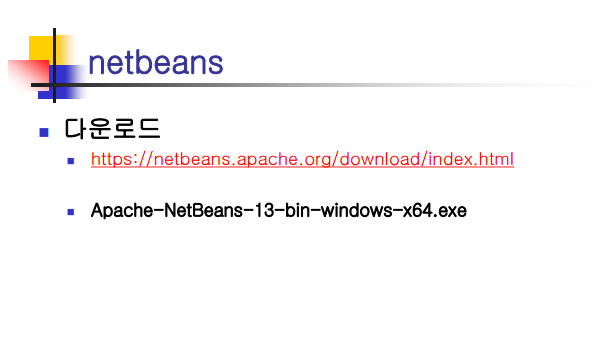 netbeans
다운로드
https://netbeans.apache.org/download/index.html
Apache-NetBeans-13-bin-windows-x64.exe